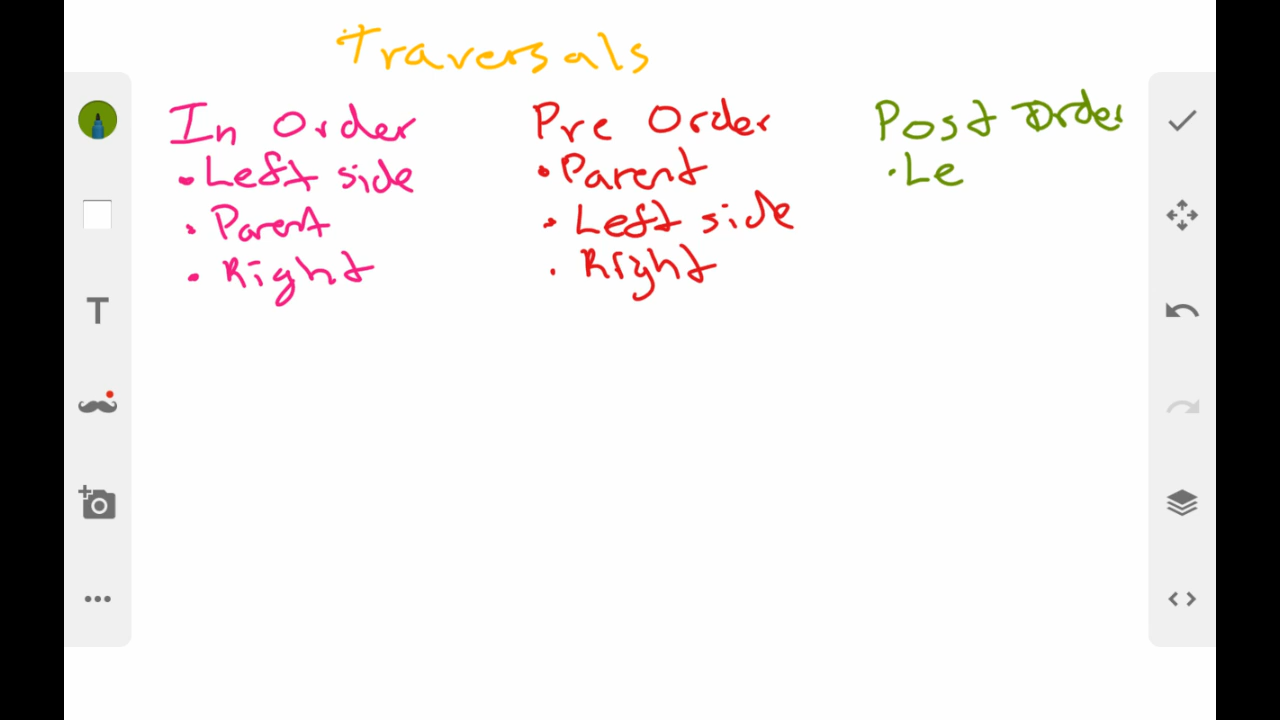 Traversals
In Order
• Left side
• Parent
• Right
Pre Order
• Parent
• Left side
• Right
Post Order
• Le
T